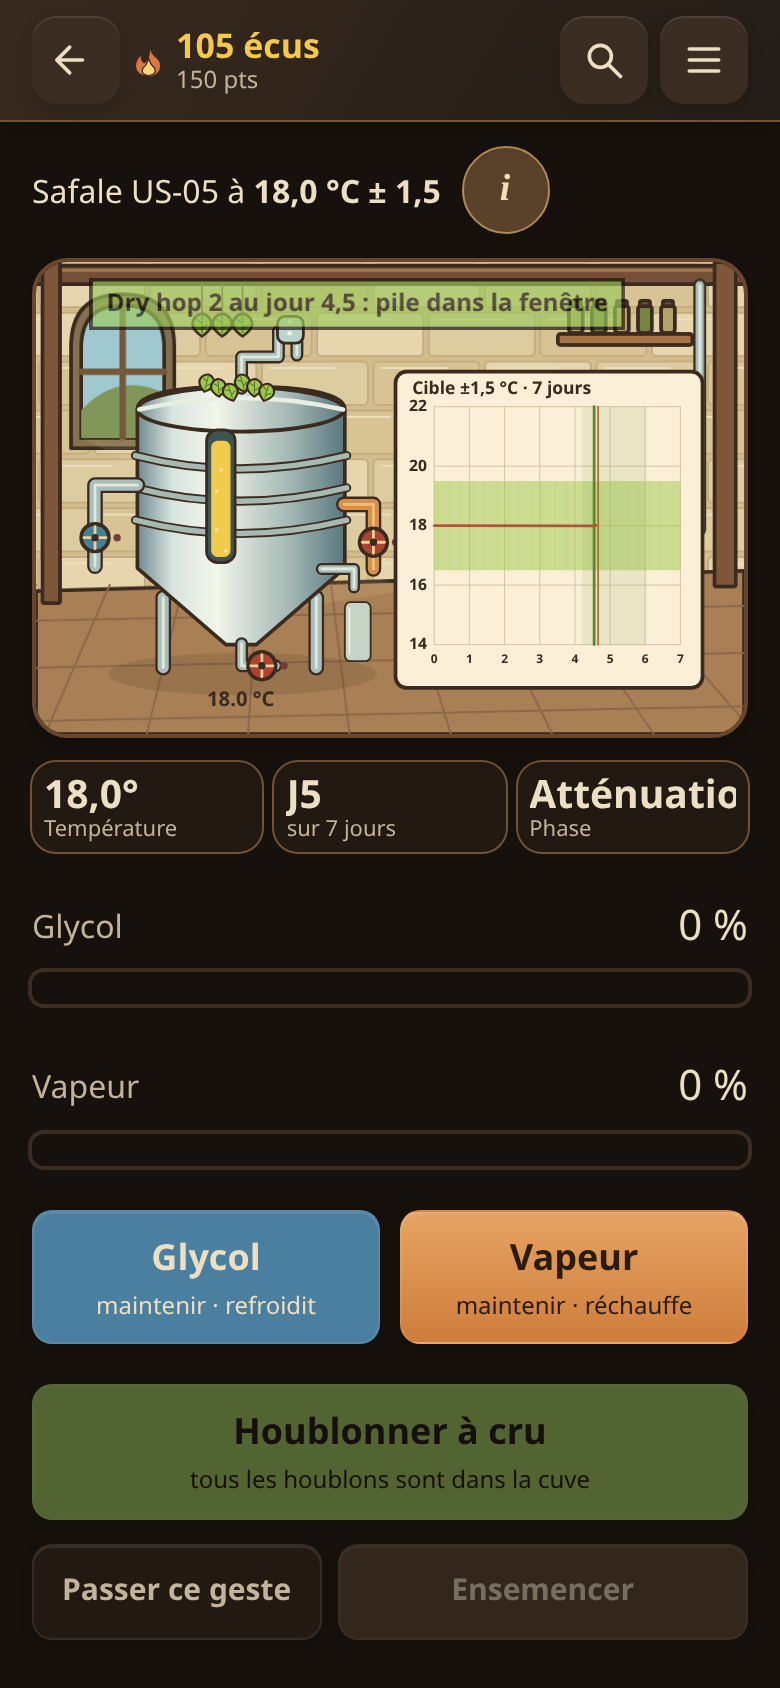 105 écus
150 pts
Safale US-05 à 18,0 °C ± 1,5
i
Dry hop 2 au jour 4,5 : pile dans la fenêtre
Cible ±1,5 °C · 7 jours
22
20
18
16
14
0 1 2 3 4 5 6 7
18.0 °C
18,0°
Température
J5
sur 7 jours
Atténuatio
Phase
Glycol
0 %
Vapeur
0 %
Glycol
maintenir · refroidit
Vapeur
maintenir · réchauffe
Houblonner à cru
tous les houblons sont dans la cuve
Passer ce geste
Ensemencer